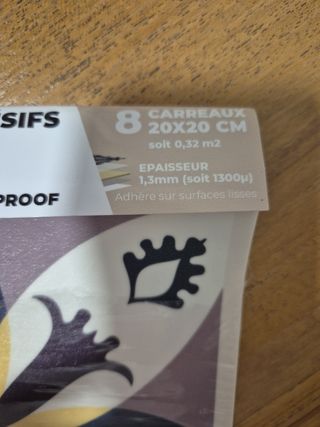 SIFS
PROOF
8 CARREAUX
20X20 CM
soit 0,32 m2
EPAISSEUR
1,3mm (soit 1300μ)
Adhère sur surfaces lisses